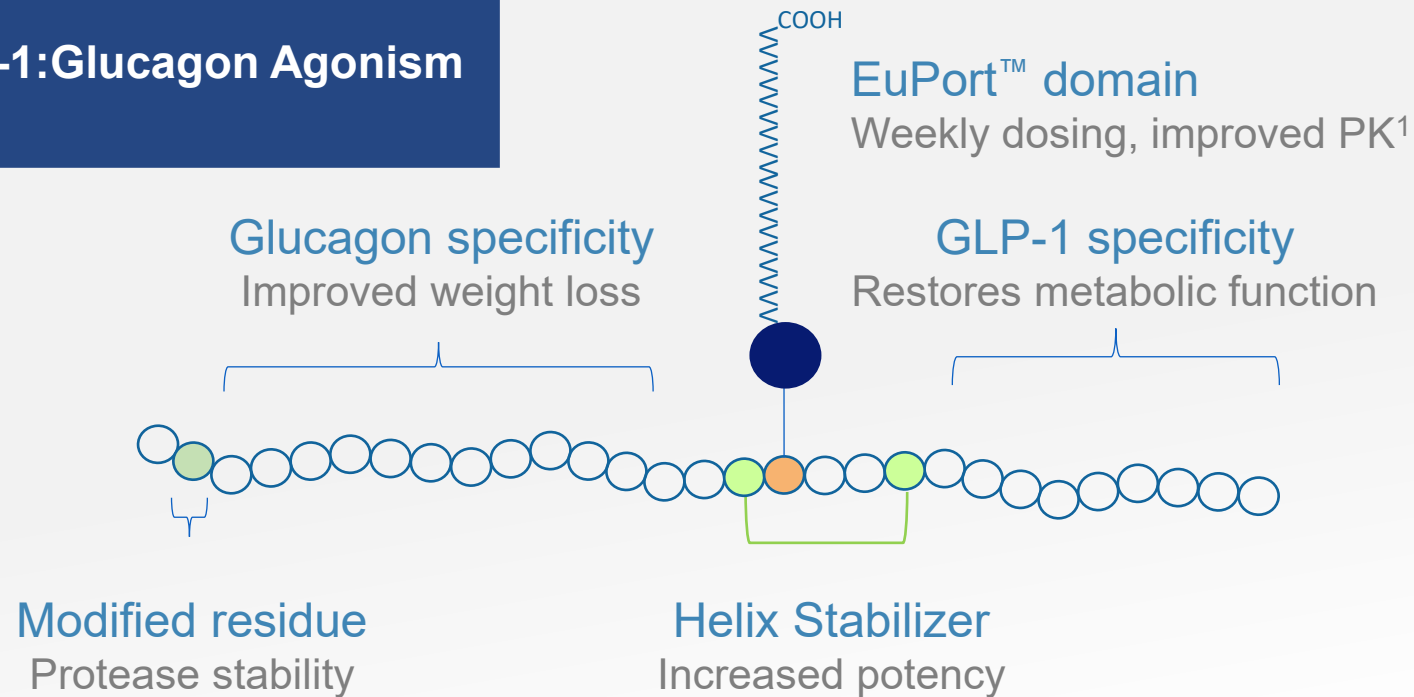 -1:Glucagon Agonism
COOH
EuPort™ domain
Weekly dosing, improved PK¹
Glucagon specificity
Improved weight loss
GLP-1 specificity
Restores metabolic function
Modified residue
Protease stability
Helix Stabilizer
Increased potency